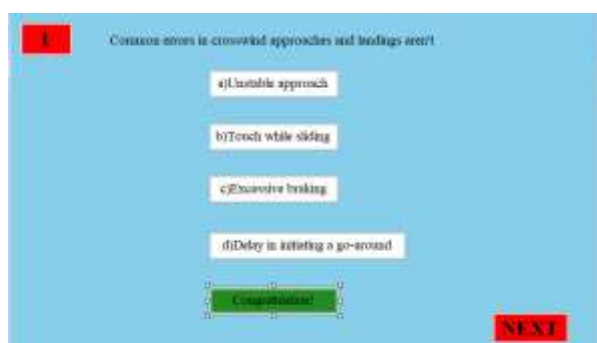 1
Common errors in crosswind approaches and landings aren't
a)Unstable approach
b)Touch while sliding
c)Excessive braking
d)Delay in initiating a go-around
NEXT